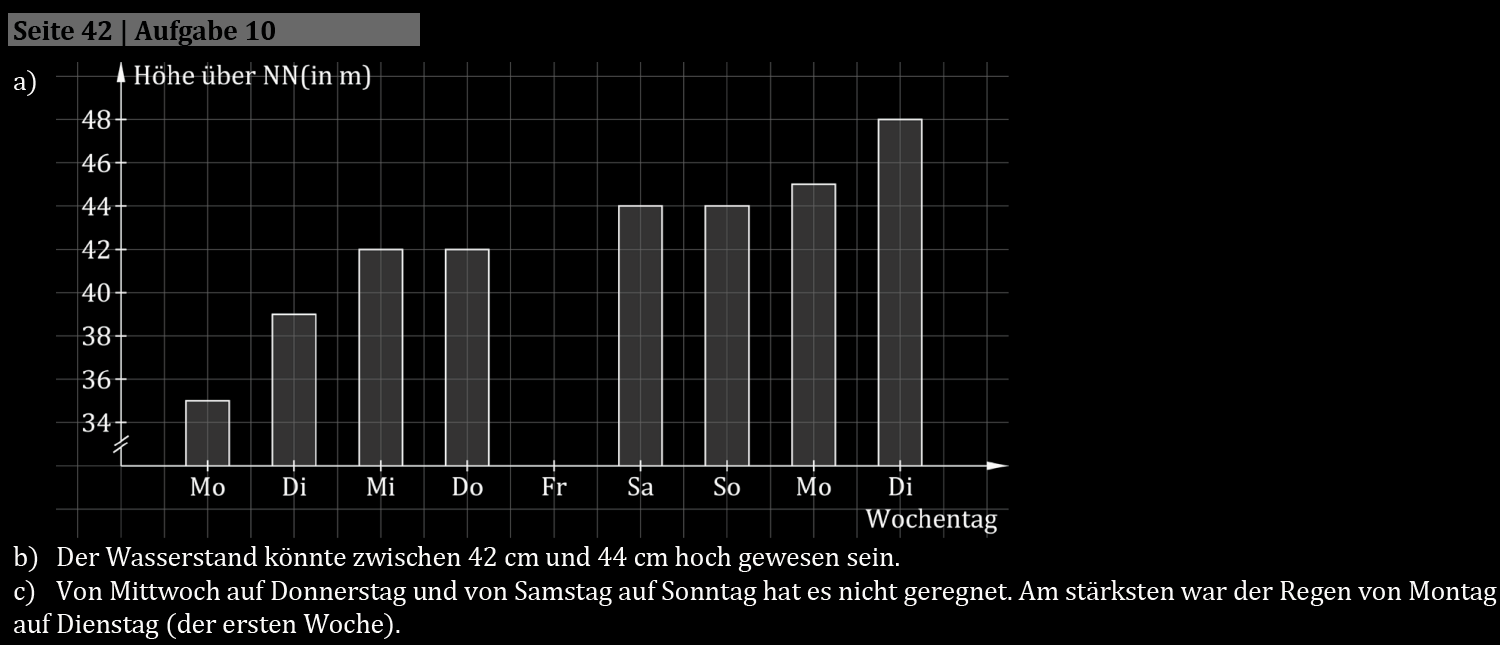 Seite 42 | Aufgabe 10
a)
Höhe über NN(in m)
48
46
44
42
40
38
36
34
Mo Di Mi Do Fr Sa So Mo Di
Wochentag
b) Der Wasserstand könnte zwischen 42 cm und 44 cm hoch gewesen sein.
c) Von Mittwoch auf Donnerstag und von Samstag auf Sonntag hat es nicht geregnet. Am stärksten war der Regen von Montag
auf Dienstag (der ersten Woche).